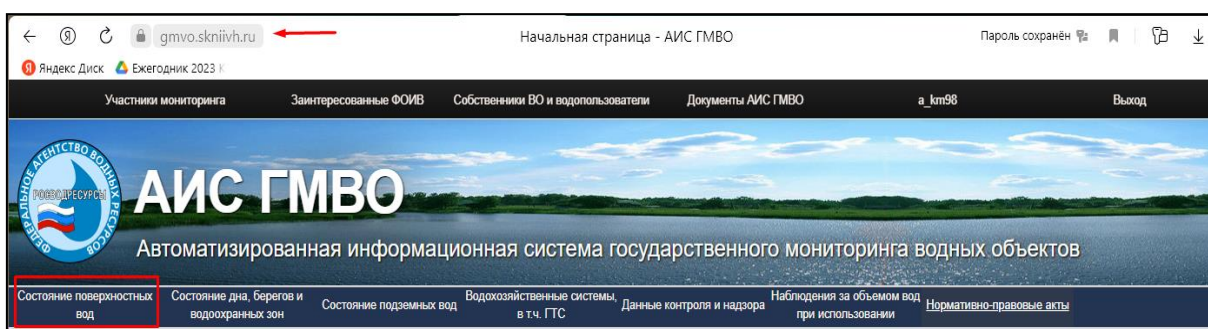 gmvo.skniivh.ru Начальная страница - АИС ГМВО Пароль сохранён
Яндекс Диск Ежегодник 2023
Участники мониторинга Заинтересованные ФОИВ Собственники ВО и водопользователи Документы АИС ГМВО a_km98 Выход
ФЕДЕРАЛЬНОЕ АГЕНТСТВО ВОДНЫХ РЕСУРСОВ
РОСВОДРЕСУРСЫ
АИС ГМВО
Автоматизированная информационная система государственного мониторинга водных объектов
Состояние поверхностных вод
Состояние дна, берегов и водоохранных зон
Состояние подземных вод
Водохозяйственные системы, в т.ч. ГТС
Данные контроля и надзора
Наблюдения за объемом вод при использовании
Нормативно-правовые акты